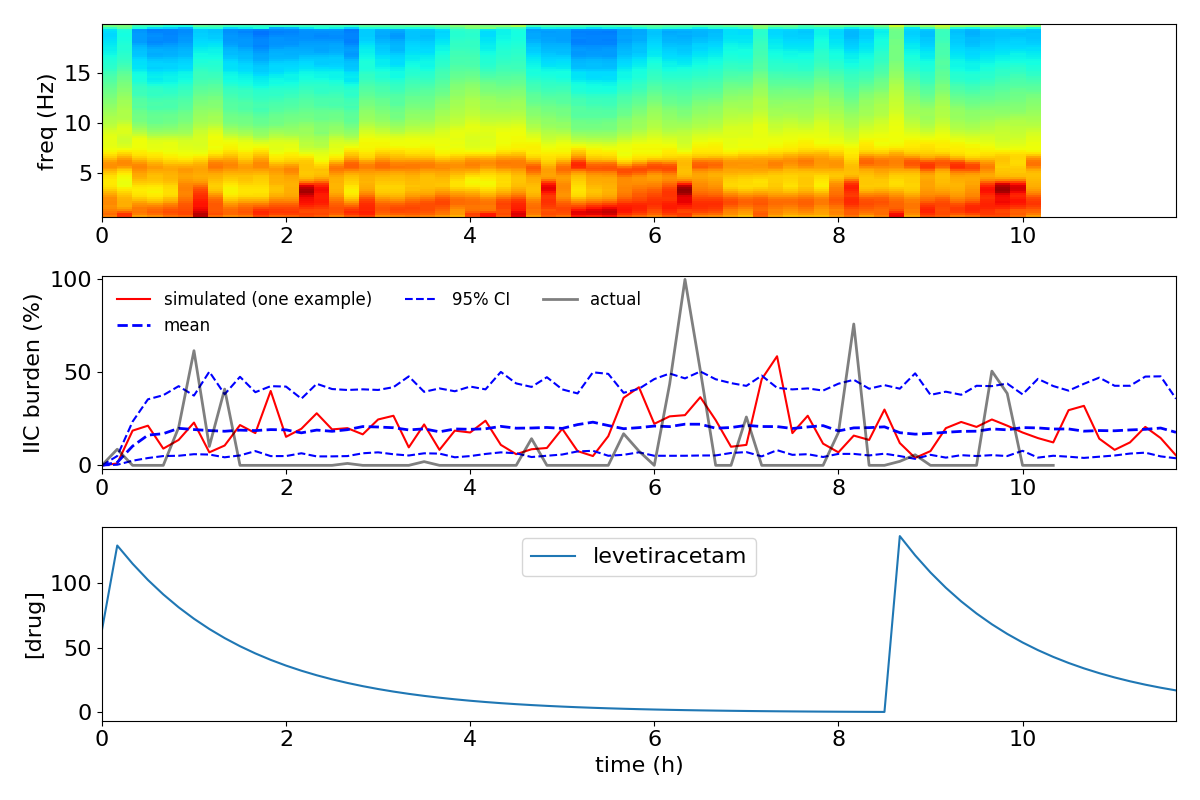 freq (Hz)
15
10
5
0 2 4 6 8 10
IIC burden (%)
100
50
0
simulated (one example) 95% CI actual
mean
0 2 4 6 8 10
[drug]
100
50
0
levetiracetam
0 2 4 6 8 10
time (h)